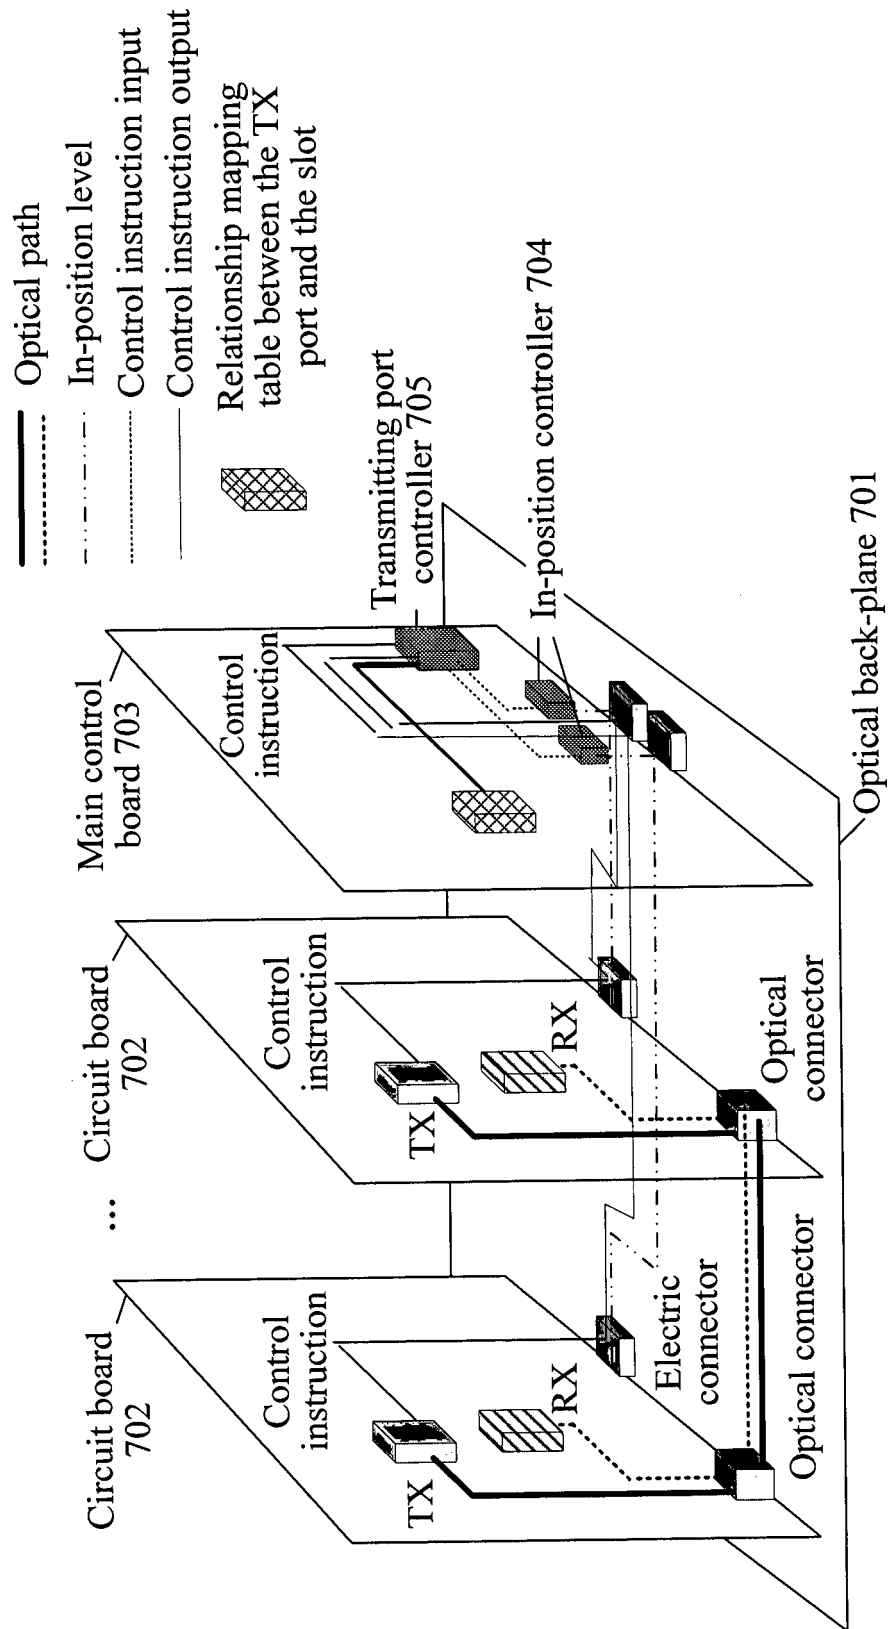 Optical path
In-position level
Control instruction input
Control instruction output
Relationship mapping
table between the TX
port and the slot
Circuit board
702
...
Circuit board
702
Main control
board 703
Control
instruction
Control
instruction
Control
instruction
Transmitting port
controller 705
In-position controller 704
TX
RX
TX
RX
Electric
connector
Optical connector
Optical
connector
Optical back-plane 701